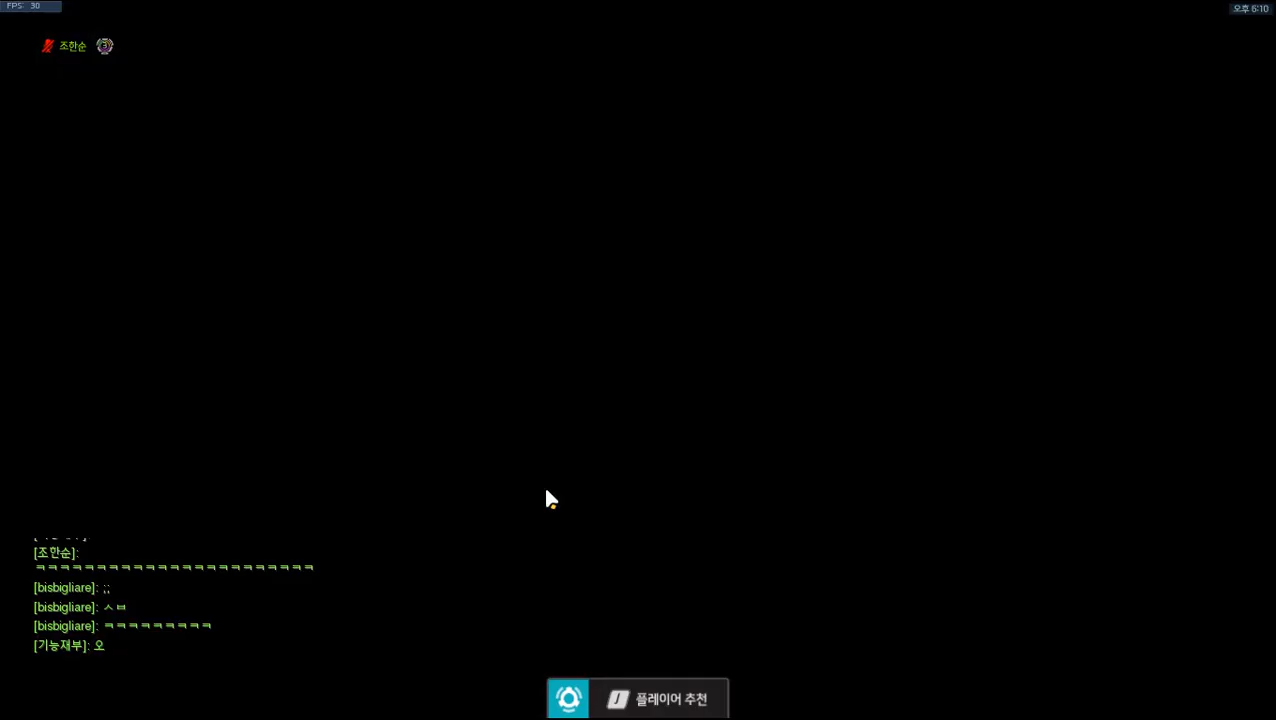 FPS: 30
오후 6:10
조한순
[조한순]:
ㅋㅋㅋㅋㅋㅋㅋㅋㅋㅋㅋㅋㅋㅋㅋㅋㅋㅋㅋㅋㅋㅋㅋ
[bisbigliare]: ;;
[bisbigliare]: ㅅㅂ
[bisbigliare]: ㅋㅋㅋㅋㅋㅋㅋㅋㅋ
[기능재부]: 오
J 플레이어 추천